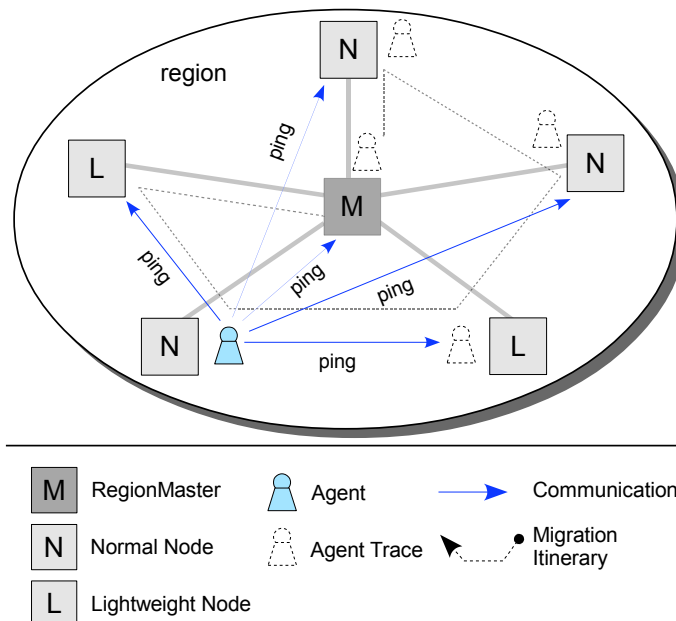 N
region
ping
N
L
M
ping
ping
ping
N
L
ping
M RegionMaster
Agent
Communication
N Normal Node
Agent Trace
Migration
Itinerary
L Lightweight Node